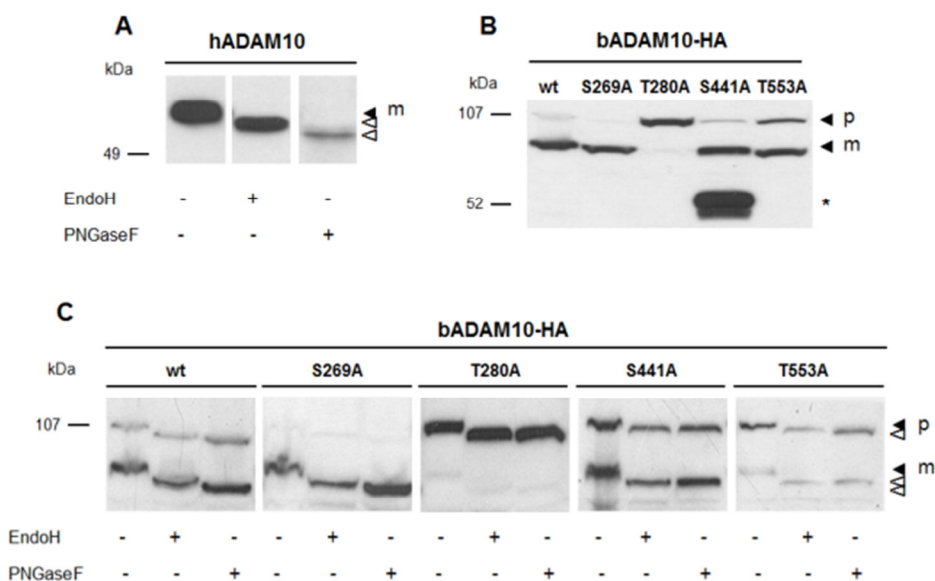 A
hADAM10
kDa
m
49
EndoH - + -
PNGaseF - - +
B
bADAM10-HA
kDa
wt S269A T280A S441A T553A
107
p
m
52
*
C
bADAM10-HA
kDa
wt S269A T280A S441A T553A
107
p
m
EndoH - + - - + - - + - - + - - + -
PNGaseF - - + - - + - - + - - + - - +